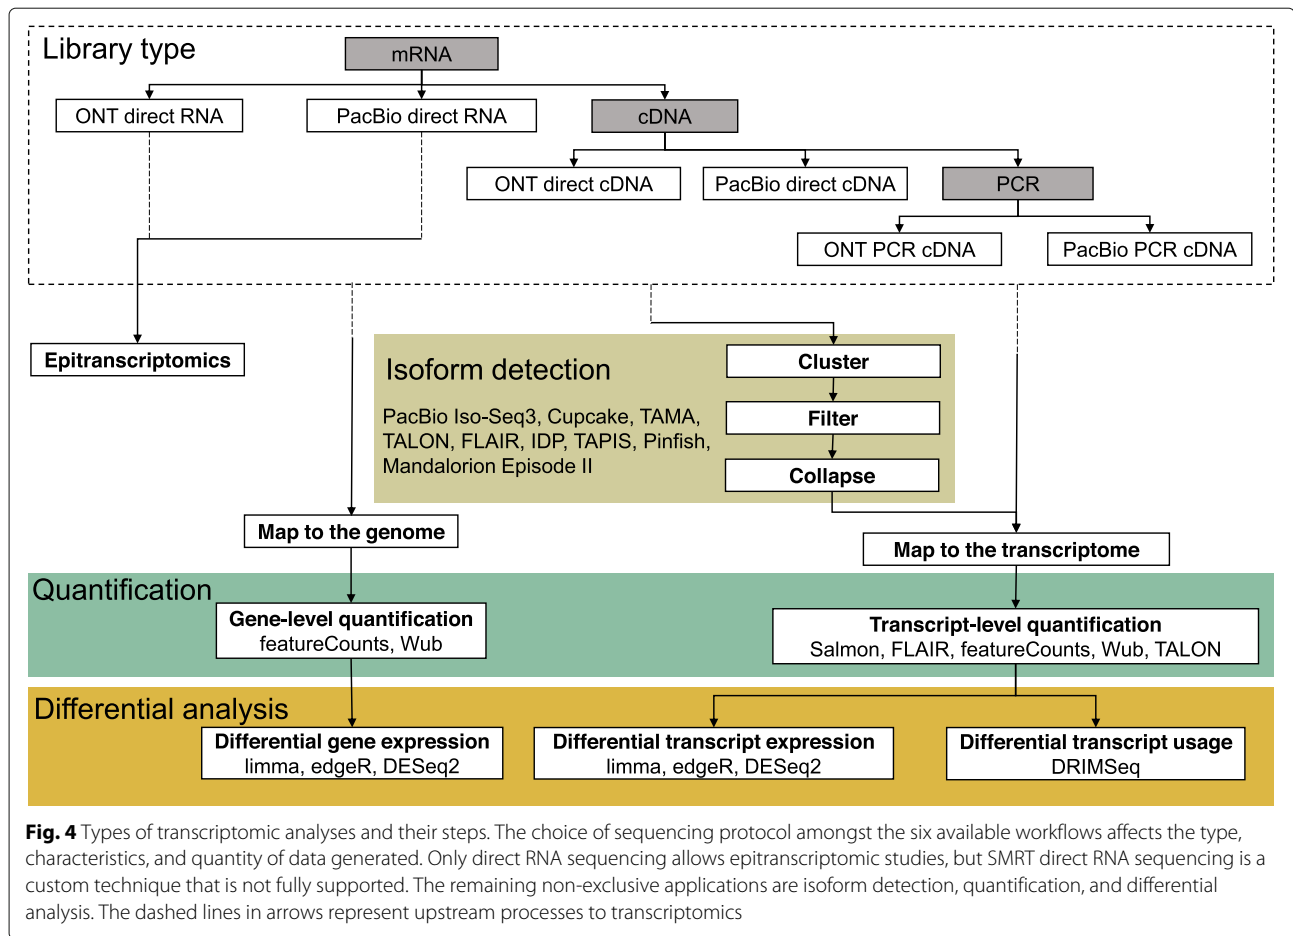 Library type
mRNA
ONT direct RNA
PacBio direct RNA
cDNA
ONT direct cDNA
PacBio direct cDNA
PCR
ONT PCR cDNA
PacBio PCR cDNA
Epitranscriptomics
Isoform detection
PacBio Iso-Seq3, Cupcake, TAMA,
TALON, FLAIR, IDP, TAPIS, Pinfish,
Mandalorion Episode II
Cluster
Filter
Collapse
Map to the genome
Map to the transcriptome
Quantification
Gene-level quantification
featureCounts, Wub
Transcript-level quantification
Salmon, FLAIR, featureCounts, Wub, TALON
Differential analysis
Differential gene expression
limma, edgeR, DESeq2
Differential transcript expression
limma, edgeR, DESeq2
Differential transcript usage
DRIMSeq
Fig. 4 Types of transcriptomic analyses and their steps. The choice of sequencing protocol amongst the six available workflows affects the type,
characteristics, and quantity of data generated. Only direct RNA sequencing allows epitranscriptomic studies, but SMRT direct RNA sequencing is a
custom technique that is not fully supported. The remaining non-exclusive applications are isoform detection, quantification, and differential
analysis. The dashed lines in arrows represent upstream processes to transcriptomics